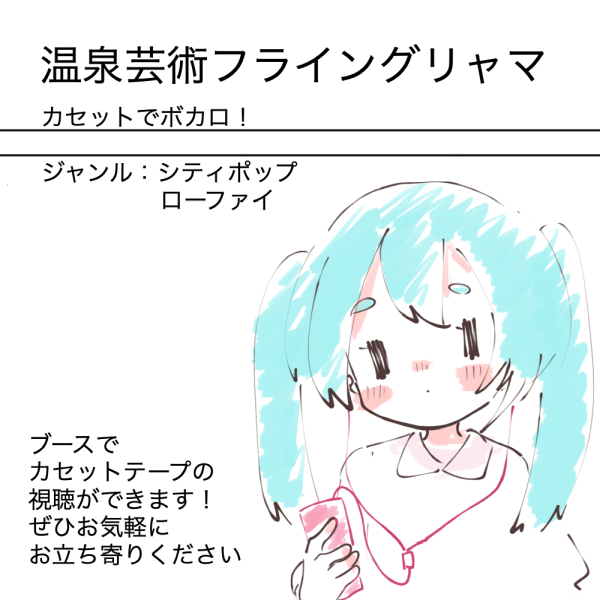 温泉芸術フライングリャマ
カセットでボカロ！
ジャンル：シティポップ
ローファイ
ブースで
カセットテープの
視聴ができます！
ぜひお気軽に
お立ち寄りください